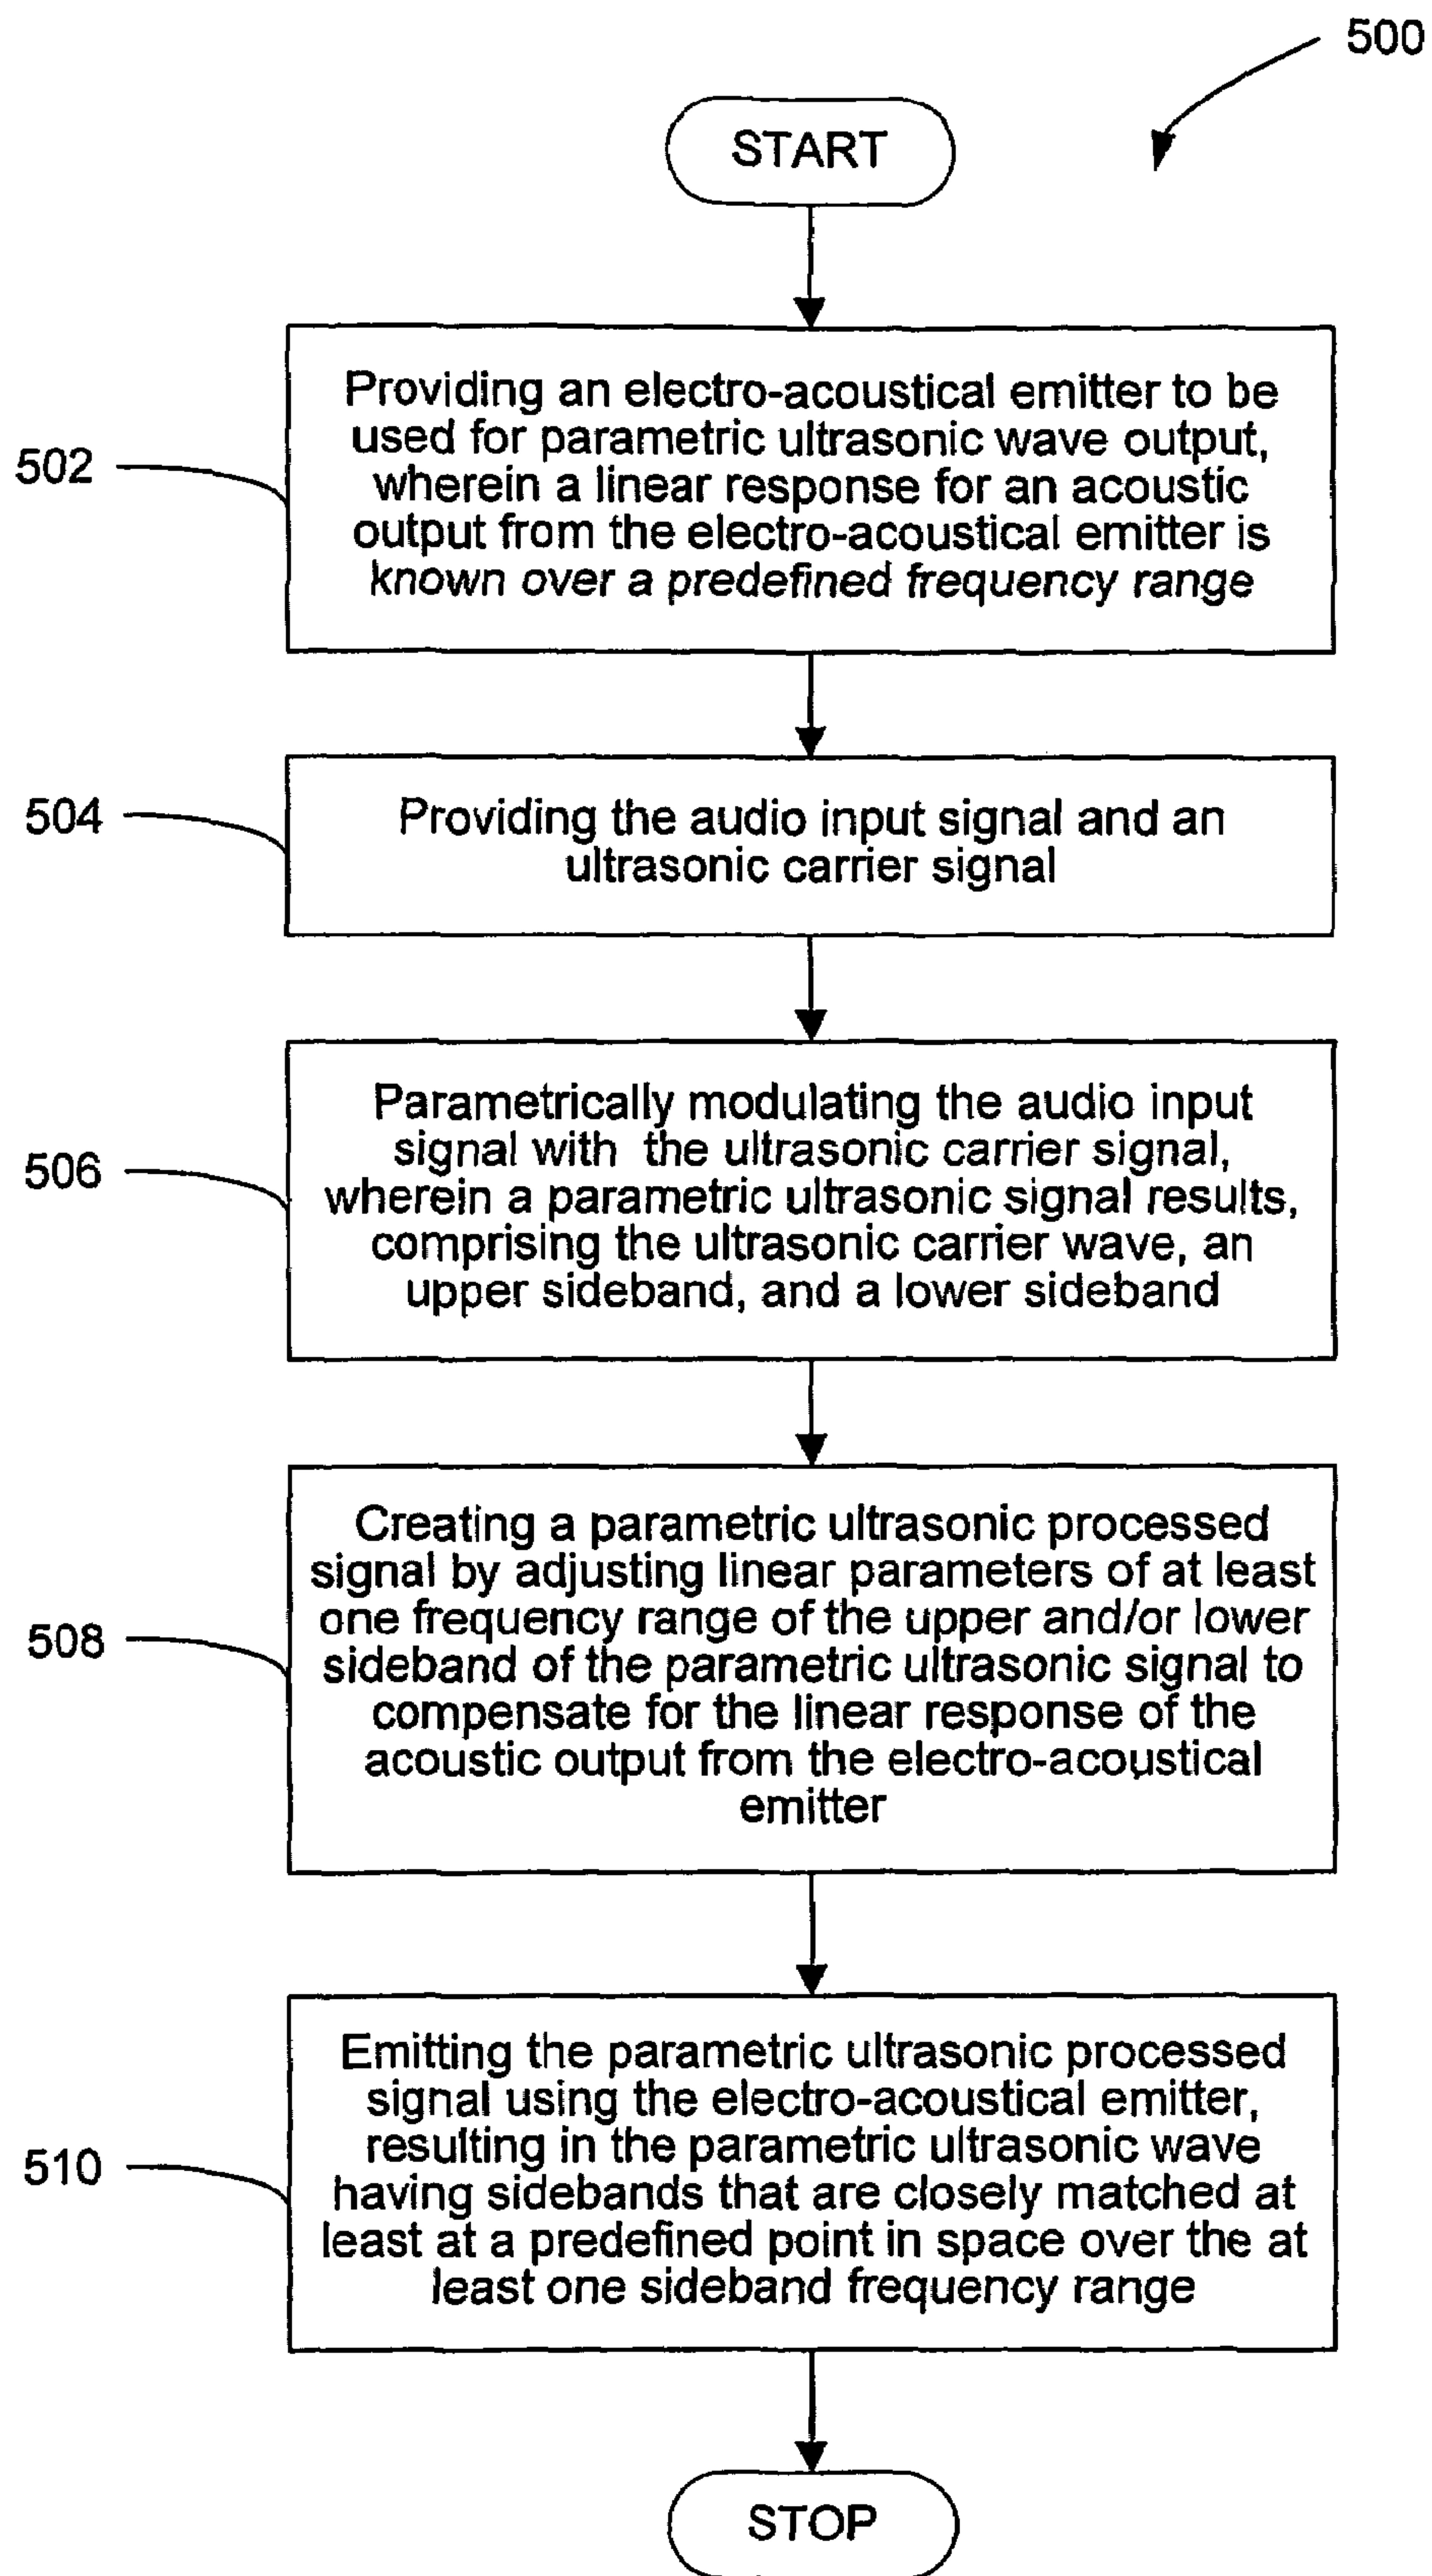 500
START
502
Providing an electro-acoustical emitter to be
used for parametric ultrasonic wave output,
wherein a linear response for an acoustic
output from the electro-acoustical emitter is
known over a predefined frequency range
504
Providing the audio input signal and an
ultrasonic carrier signal
506
Parametrically modulating the audio input
signal with the ultrasonic carrier signal,
wherein a parametric ultrasonic signal results,
comprising the ultrasonic carrier wave, an
upper sideband, and a lower sideband
508
Creating a parametric ultrasonic processed
signal by adjusting linear parameters of at least
one frequency range of the upper and/or lower
sideband of the parametric ultrasonic signal to
compensate for the linear response of the
acoustic output from the electro-acoustical
emitter
510
Emitting the parametric ultrasonic processed
signal using the electro-acoustical emitter,
resulting in the parametric ultrasonic wave
having sidebands that are closely matched at
least at a predefined point in space over the at
least one sideband frequency range
STOP